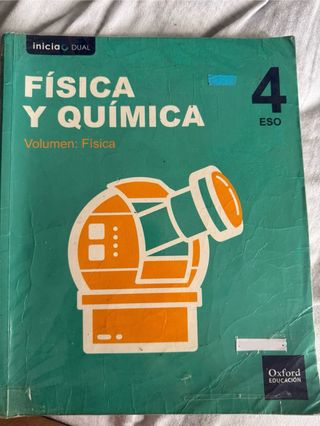 inicia DUAL
FÍSICA
Y QUÍMICA
4
ESO
Volumen: Física
Oxford
EDUCACIÓN